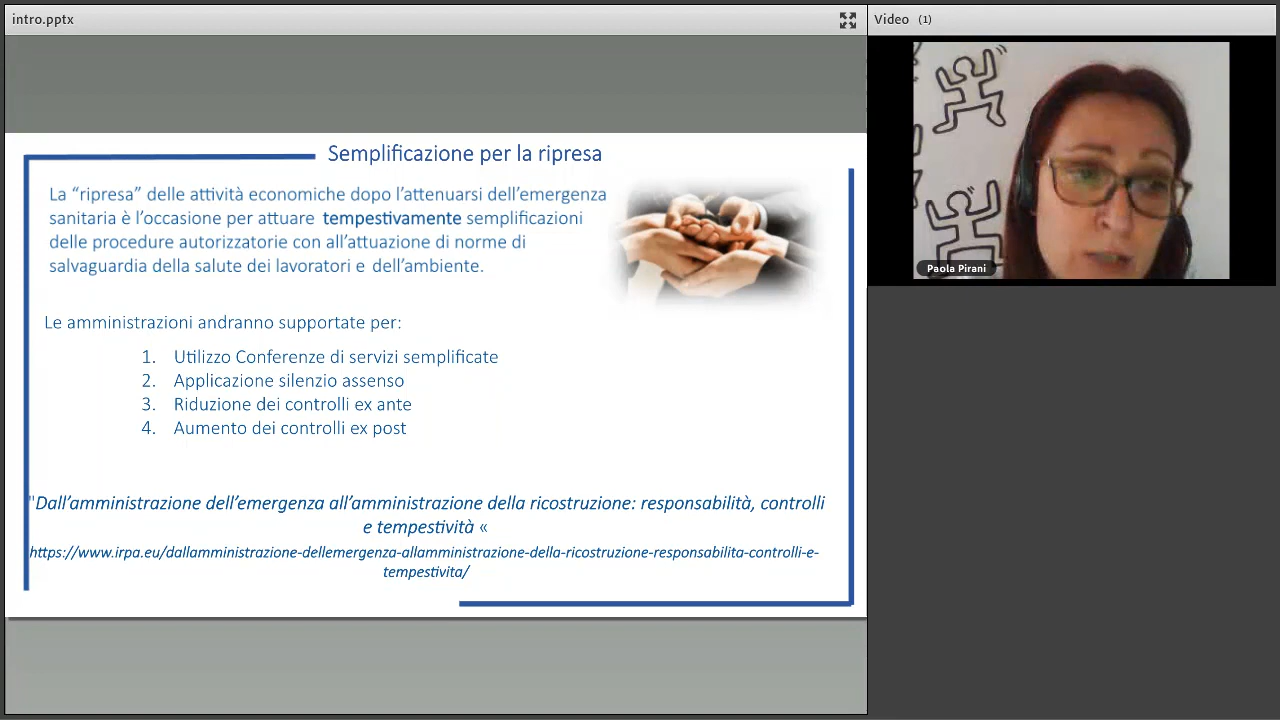 intro.pptx
Video (1)
Paola Pirani
Semplificazione per la ripresa
La “ripresa” delle attività economiche dopo l’attenuarsi dell’emergenza
sanitaria è l’occasione per attuare tempestivamente semplificazioni
delle procedure autorizzatorie con all’attuazione di norme di
salvaguardia della salute dei lavoratori e dell’ambiente.
Le amministrazioni andranno supportate per:
1. Utilizzo Conferenze di servizi semplificate
2. Applicazione silenzio assenso
3. Riduzione dei controlli ex ante
4. Aumento dei controlli ex post
"Dall’amministrazione dell’emergenza all’amministrazione della ricostruzione: responsabilità, controlli
e tempestività «
https://www.irpa.eu/dallamministrazione-dellemergenza-allamministrazione-della-ricostruzione-responsabilita-controlli-e-
tempestivita/